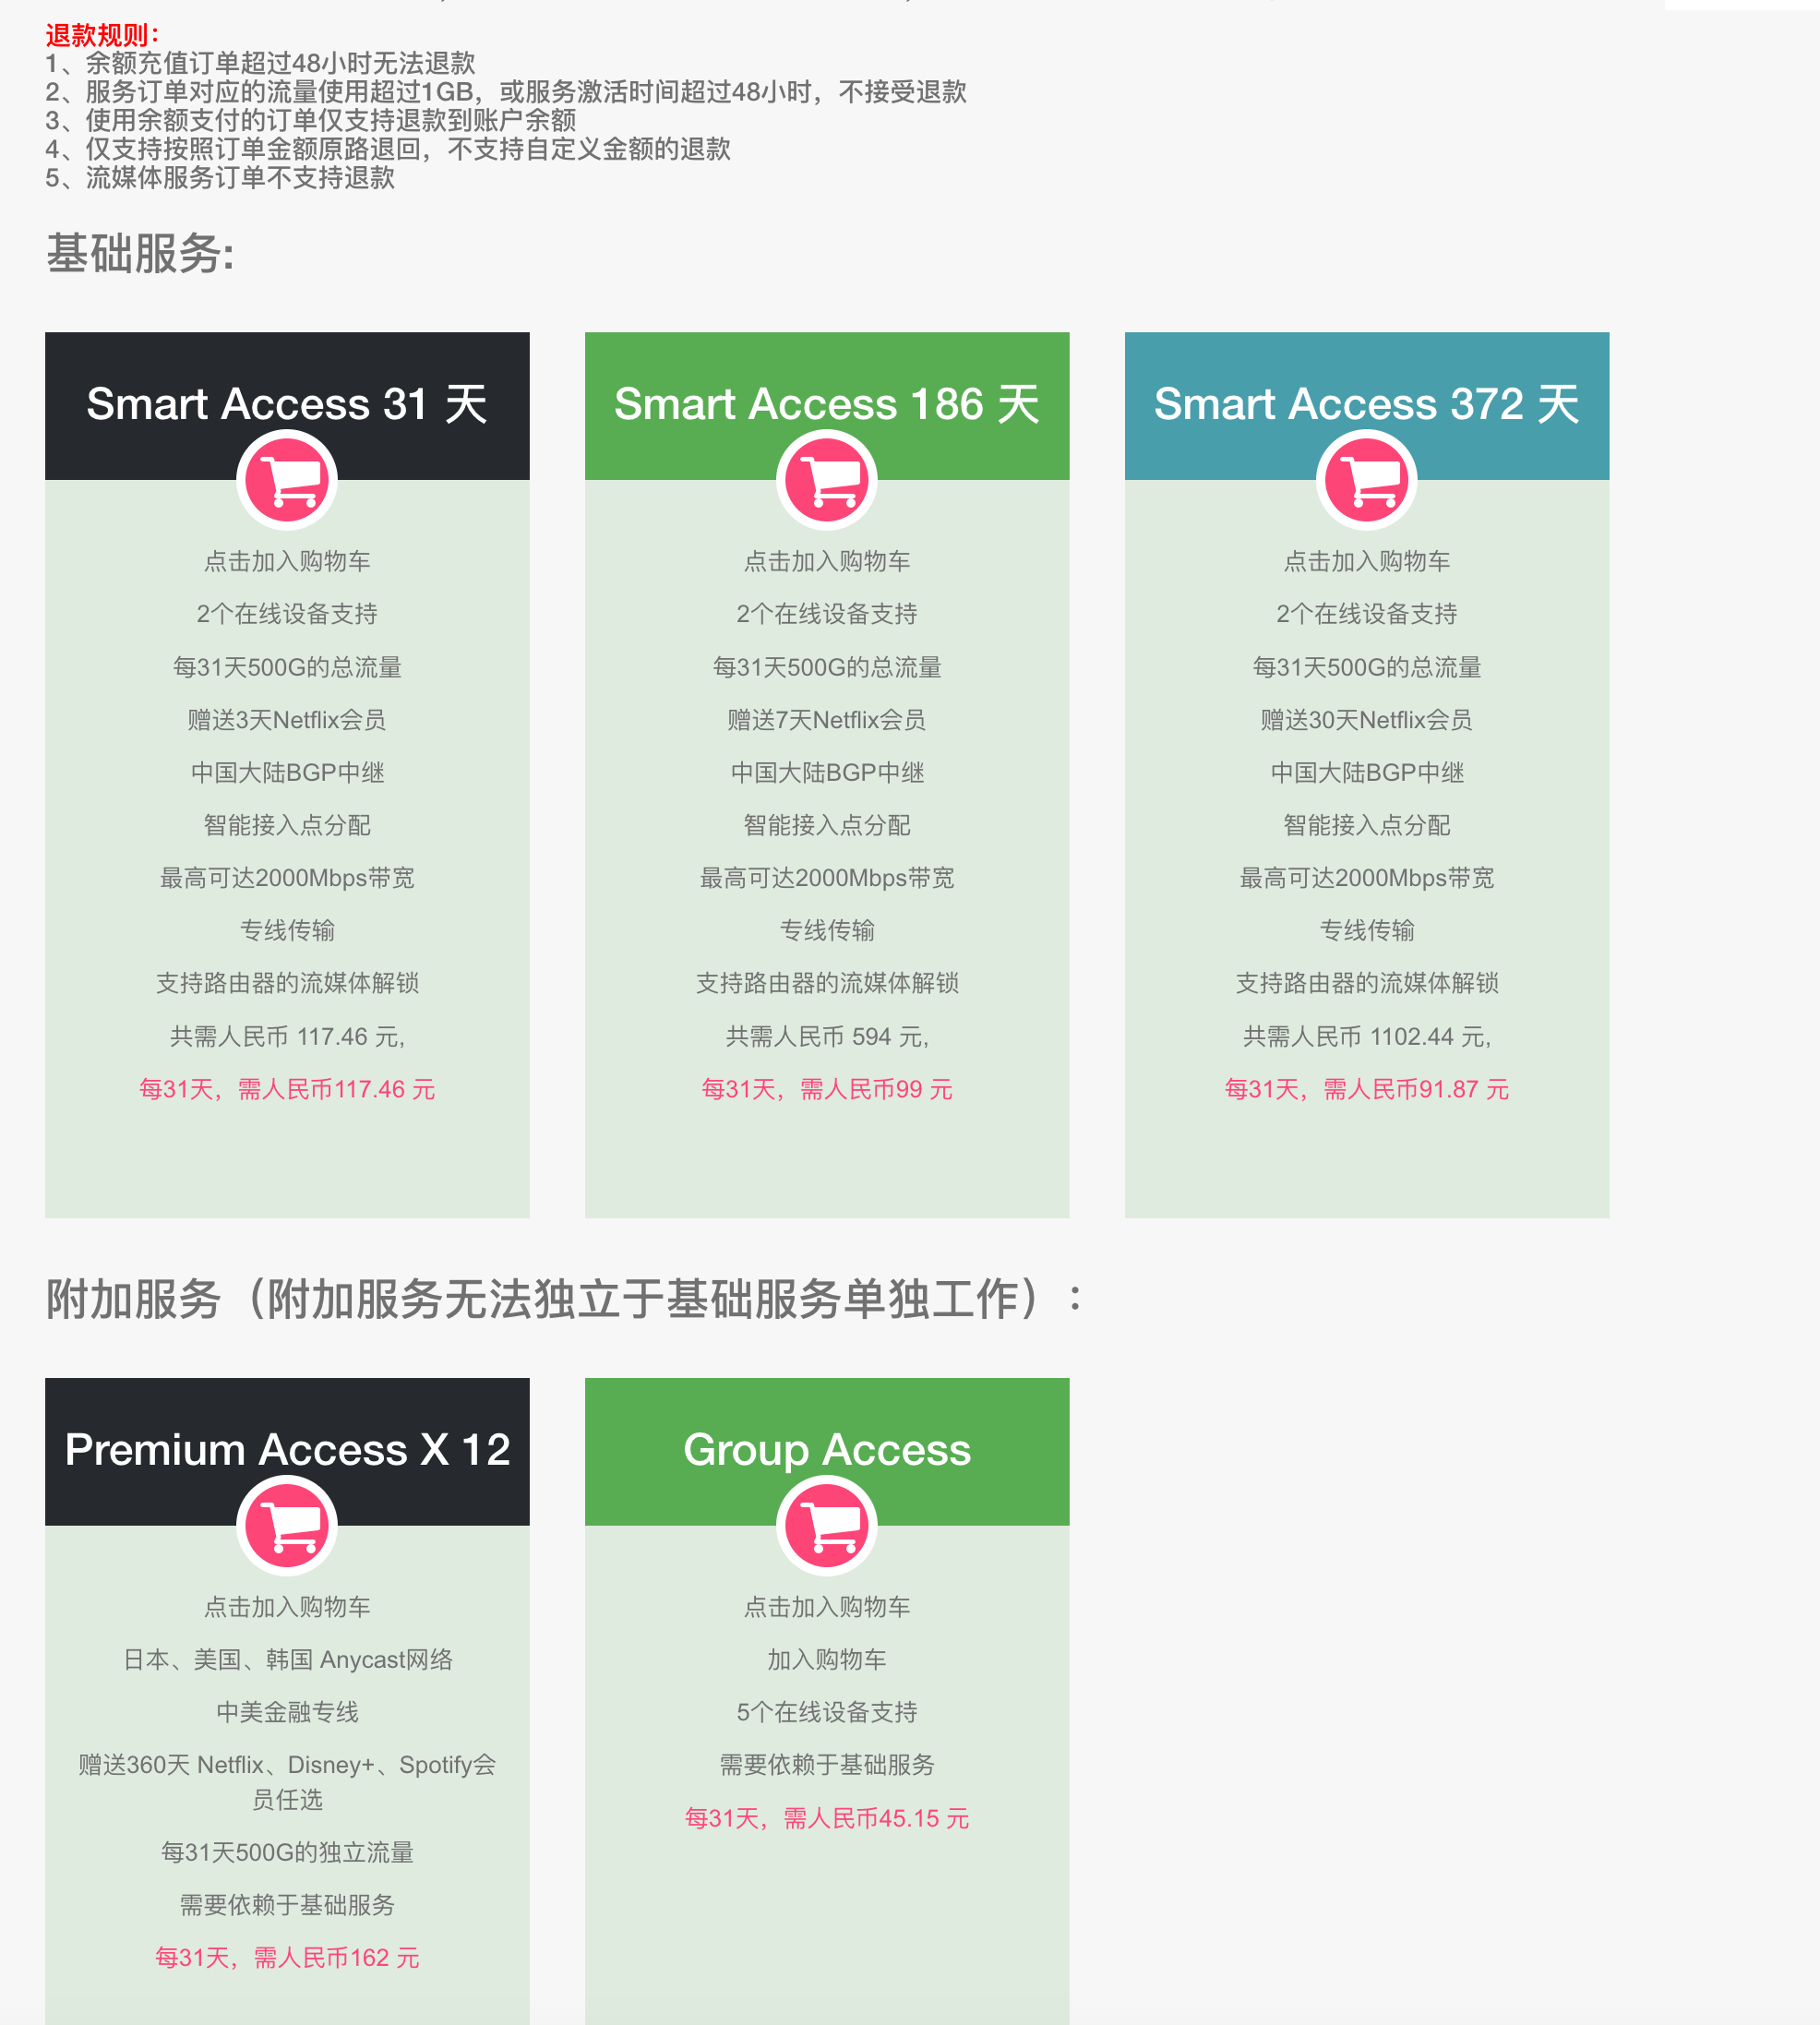 退款规则：
1、余额充值订单超过48小时无法退款
2、服务订单对应的流量使用超过1GB，或服务激活时间超过48小时，不接受退款
3、使用余额支付的订单仅支持退款到账户余额
4、仅支持按照订单金额原路退回，不支持自定义金额的退款
5、流媒体服务订单不支持退款
基础服务:
Smart Access 31 天
点击加入购物车
2个在线设备支持
每31天500G的总流量
赠送3天Netflix会员
中国大陆BGP中继
智能接入点分配
最高可达2000Mbps带宽
专线传输
支持路由器的流媒体解锁
共需人民币 117.46 元,
每31天，需人民币117.46 元
Smart Access 186 天
点击加入购物车
2个在线设备支持
每31天500G的总流量
赠送7天Netflix会员
中国大陆BGP中继
智能接入点分配
最高可达2000Mbps带宽
专线传输
支持路由器的流媒体解锁
共需人民币 594 元,
每31天，需人民币99 元
Smart Access 372 天
点击加入购物车
2个在线设备支持
每31天500G的总流量
赠送30天Netflix会员
中国大陆BGP中继
智能接入点分配
最高可达2000Mbps带宽
专线传输
支持路由器的流媒体解锁
共需人民币 1102.44 元,
每31天，需人民币91.87 元
附加服务（附加服务无法独立于基础服务单独工作）：
Premium Access X 12
点击加入购物车
日本、美国、韩国 Anycast网络
中美金融专线
赠送360天 Netflix、Disney+、Spotify会
员任选
每31天500G的独立流量
需要依赖于基础服务
每31天，需人民币162 元
Group Access
点击加入购物车
加入购物车
5个在线设备支持
需要依赖于基础服务
每31天，需人民币45.15 元